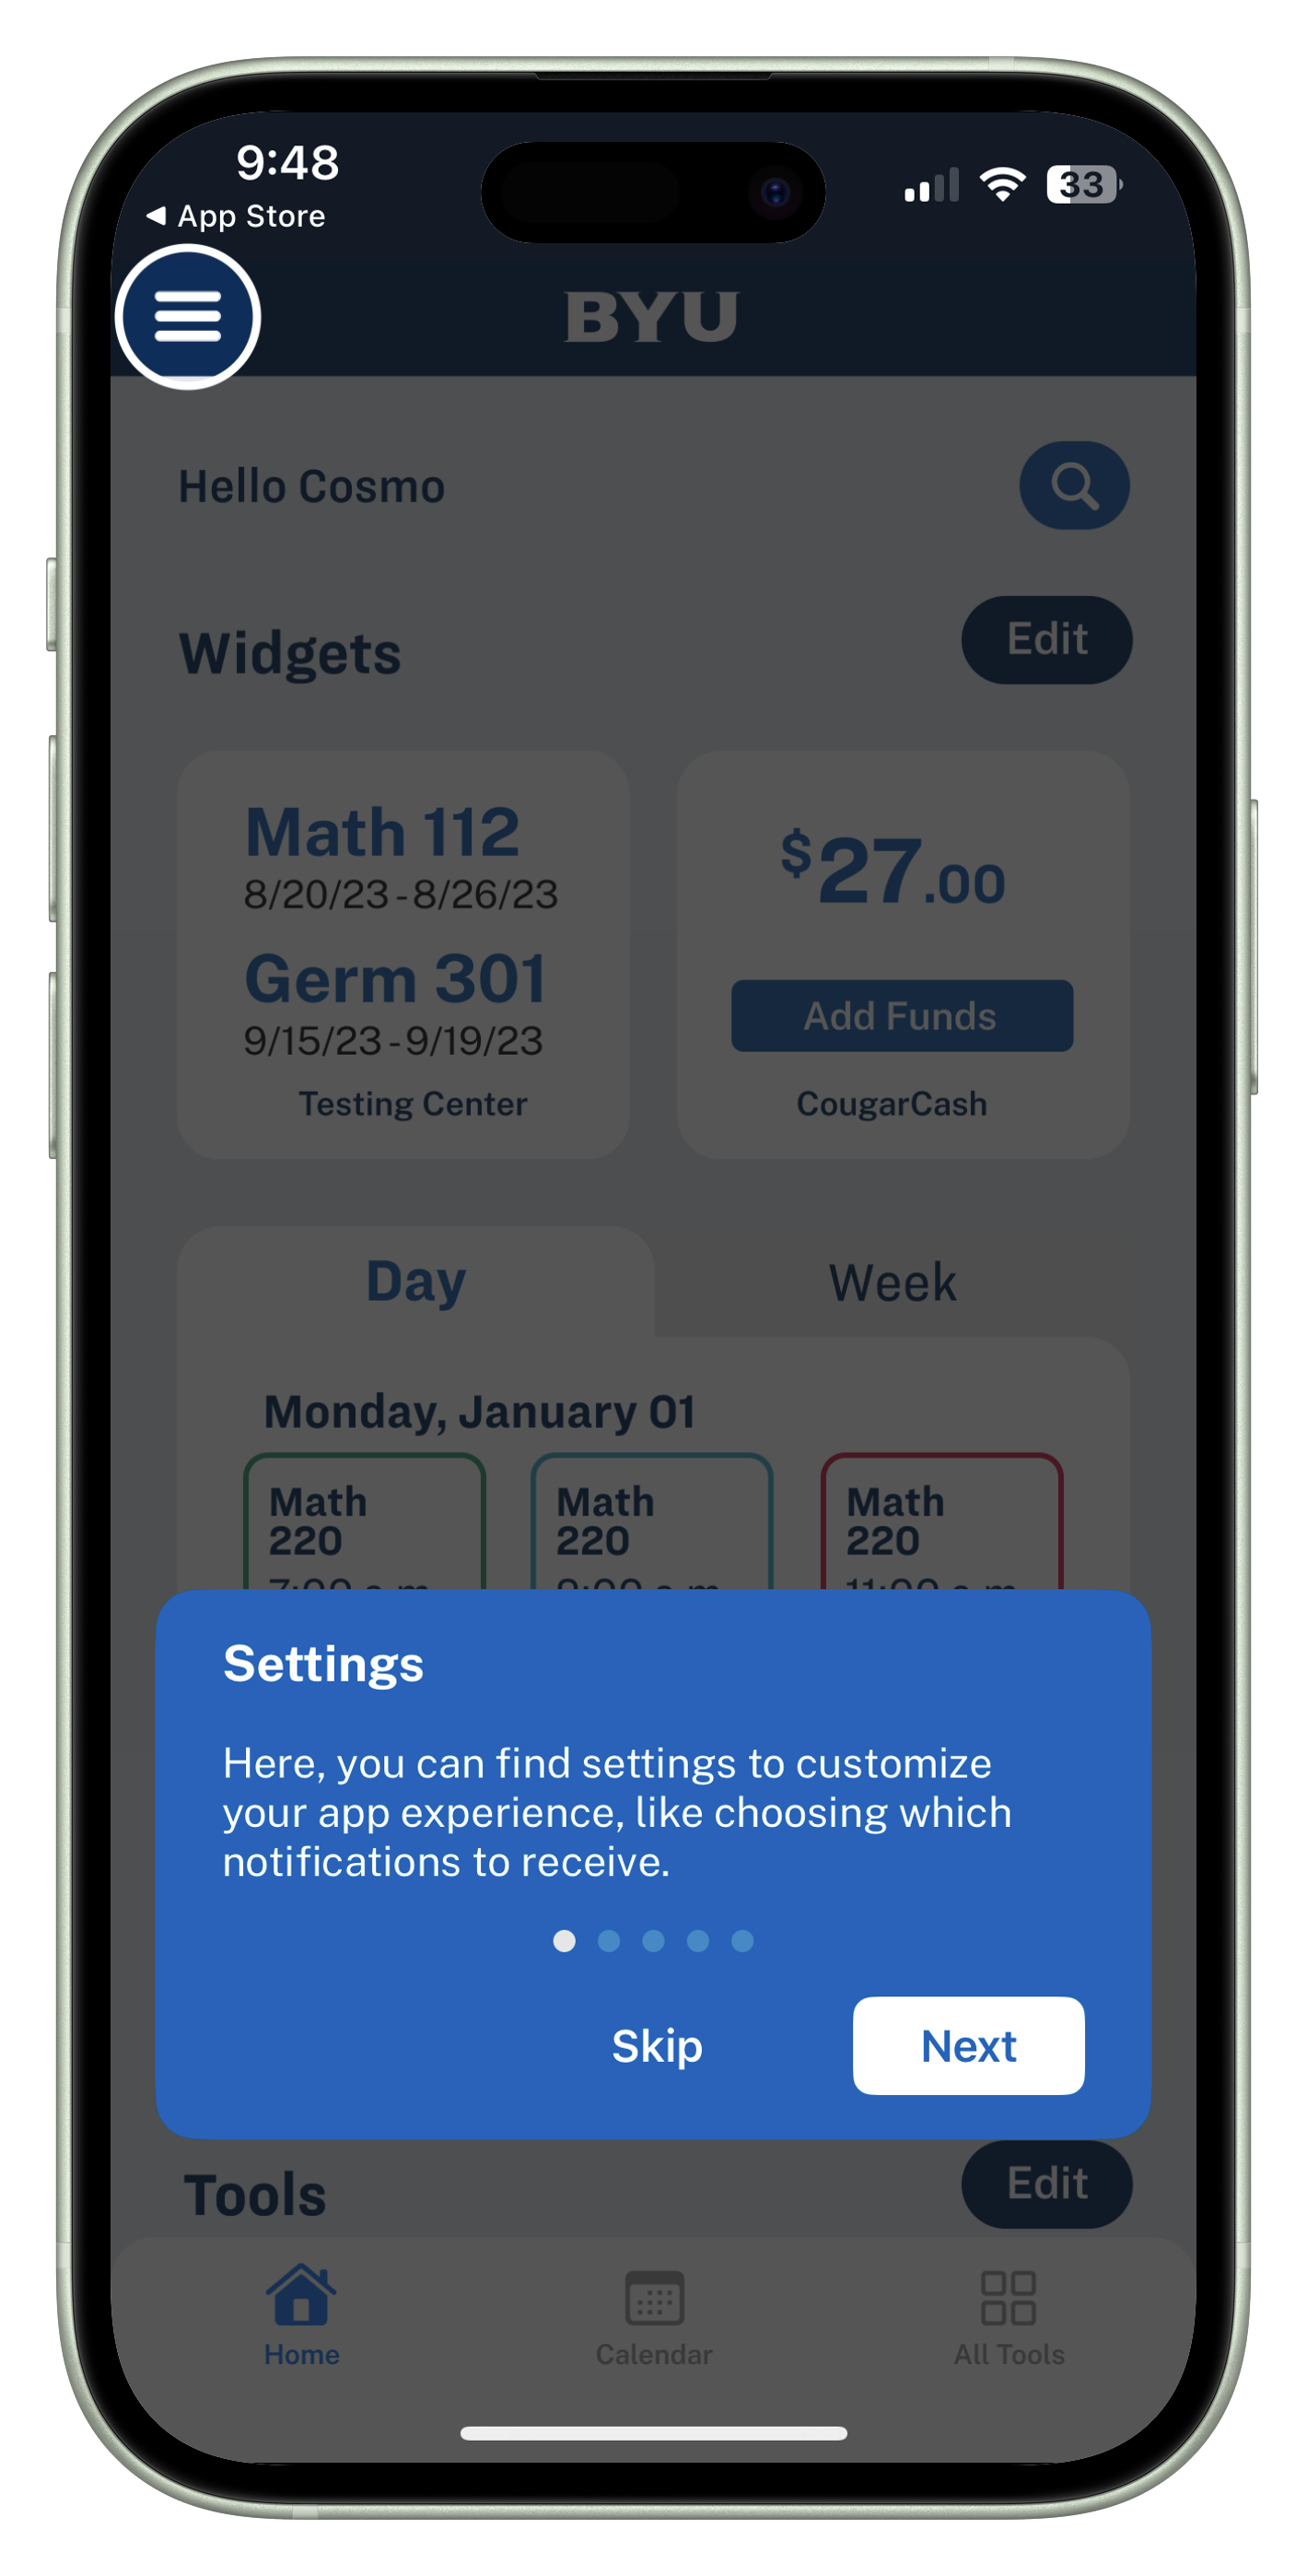 9:48
33
◀ App Store
BYU
Hello Cosmo
Widgets
Edit
Math 112
8/20/23 - 8/26/23
Germ 301
9/15/23 - 9/19/23
Testing Center
$27.00
Add Funds
CougarCash
Day
Week
Monday, January 01
Math
220
Math
220
Math
220
Settings
Here, you can find settings to customize
your app experience, like choosing which
notifications to receive.
Skip
Next
Tools
Edit
Home
Calendar
All Tools